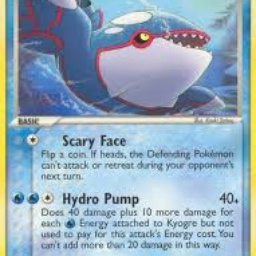 BASIC
Scary Face
Flip a coin. If heads, the Defending Pokémon
can't attack or retreat during your opponent's
next turn.
Hydro Pump 40+
Does 40 damage plus 10 more damage for
each Energy attached to Kyogre but not
used to pay for this attack's Energy cost. You
can't add more than 20 damage in this way.